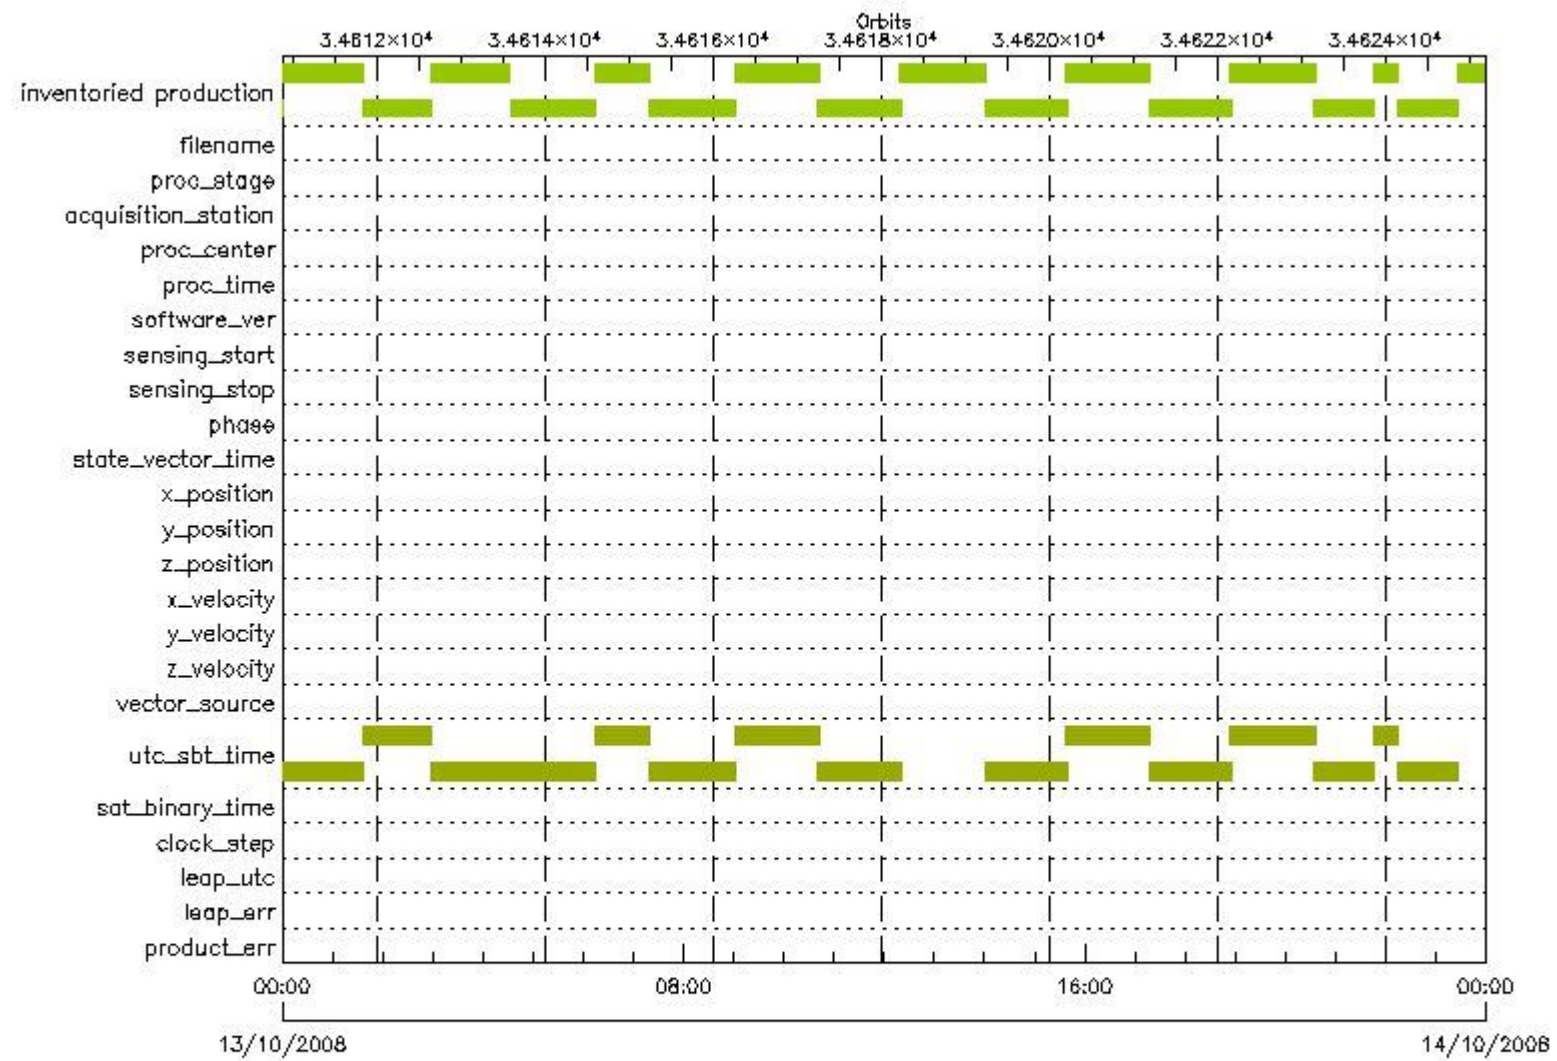 Orbits
3.4612×10⁴ 3.4614×10⁴ 3.4616×10⁴ 3.4618×10⁴ 3.4620×10⁴ 3.4622×10⁴ 3.4624×10⁴
inventoried production
filename
proc_stage
acquisition_station
proc_center
proc_time
software_ver
sensing_start
sensing_stop
phase
state_vector_time
x_position
y_position
z_position
x_velocity
y_velocity
z_velocity
vector_source
utc_sbt_time
sat_binary_time
clock_step
leap_utc
leap_err
product_err
00:00 08:00 16:00 00:00
13/10/2008 14/10/2008